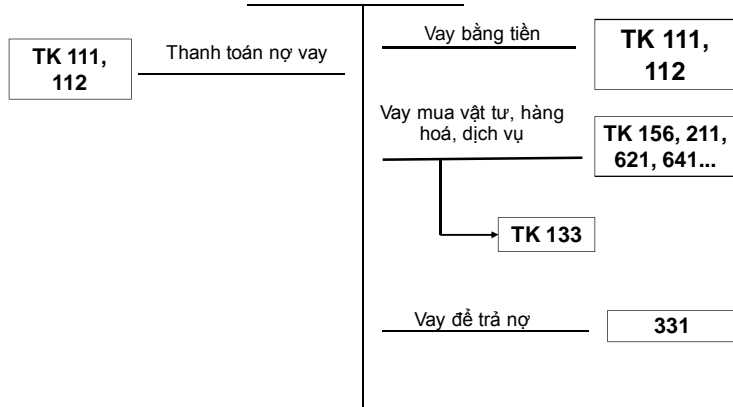 TK 111,
112
Thanh toán nợ vay
Vay bằng tiền
TK 111,
112
Vay mua vật tư, hàng
hoá, dịch vụ
TK 156, 211,
621, 641...
TK 133
Vay để trả nợ
331